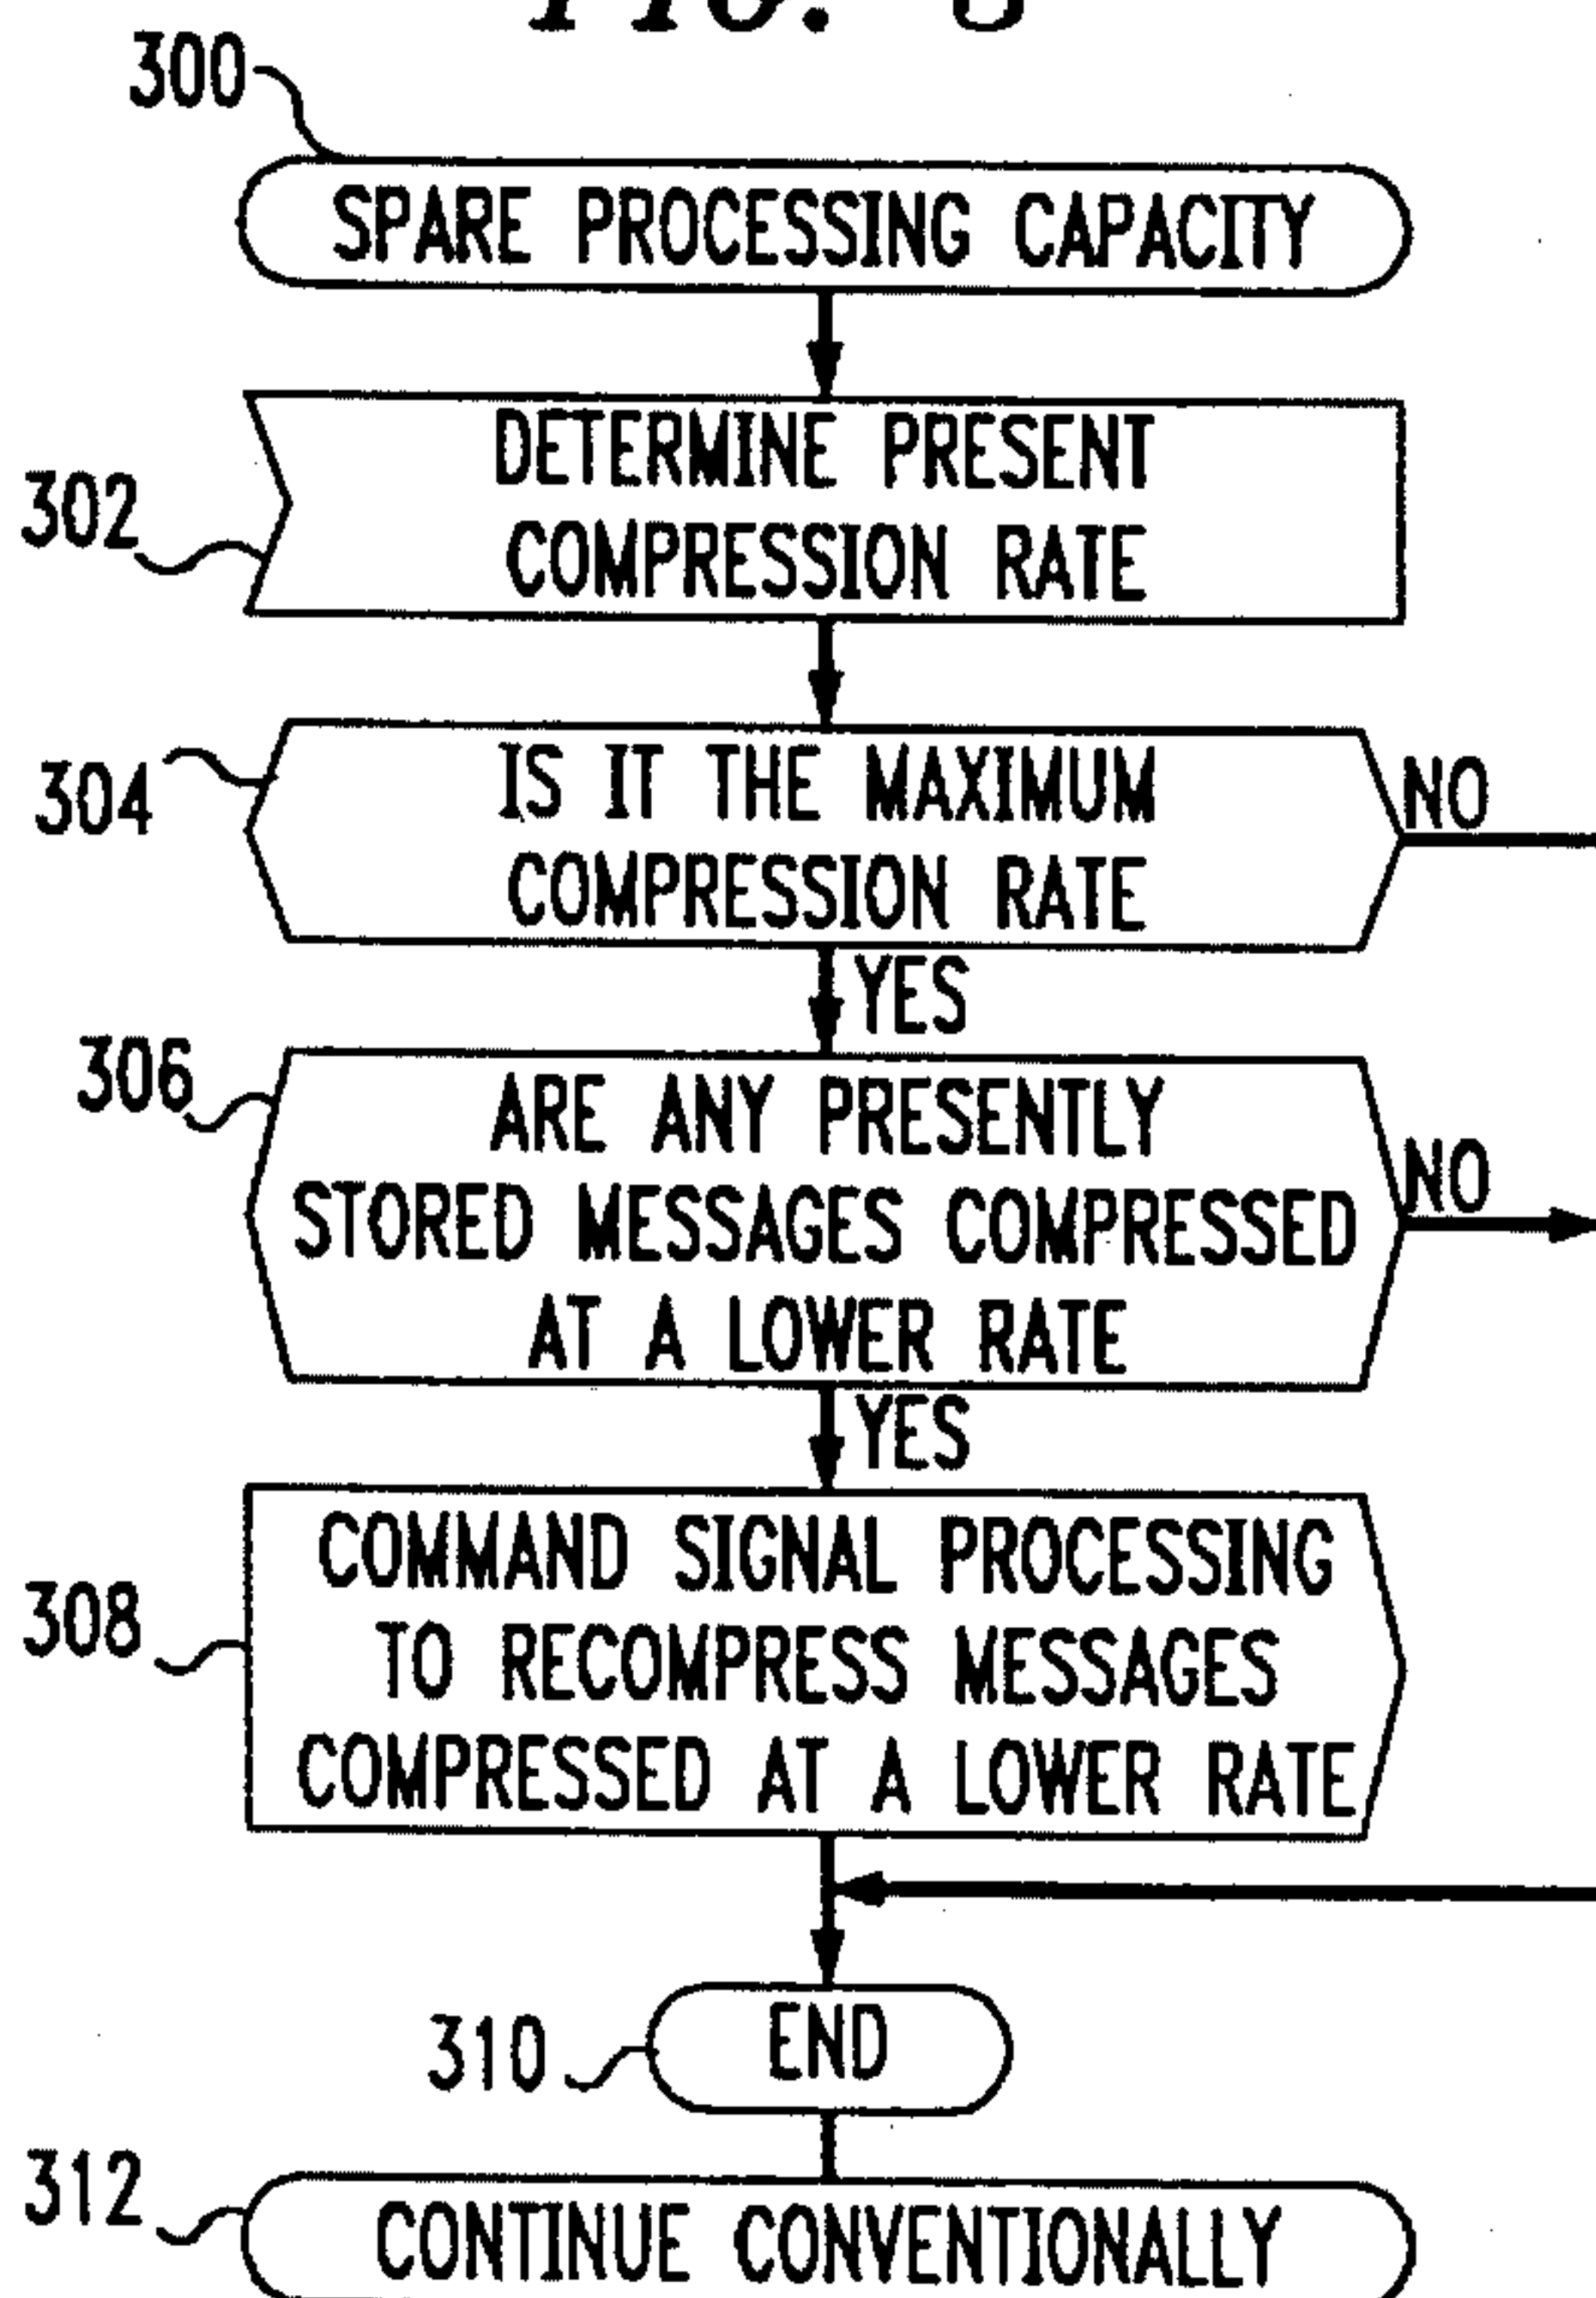 FIG. 3
300
SPARE PROCESSING CAPACITY
302
DETERMINE PRESENT
COMPRESSION RATE
304
IS IT THE MAXIMUM
COMPRESSION RATE
NO
YES
306
ARE ANY PRESENTLY
STORED MESSAGES COMPRESSED
AT A LOWER RATE
NO
YES
308
COMMAND SIGNAL PROCESSING
TO RECOMPRESS MESSAGES
COMPRESSED AT A LOWER RATE
310
END
312
CONTINUE CONVENTIONALLY